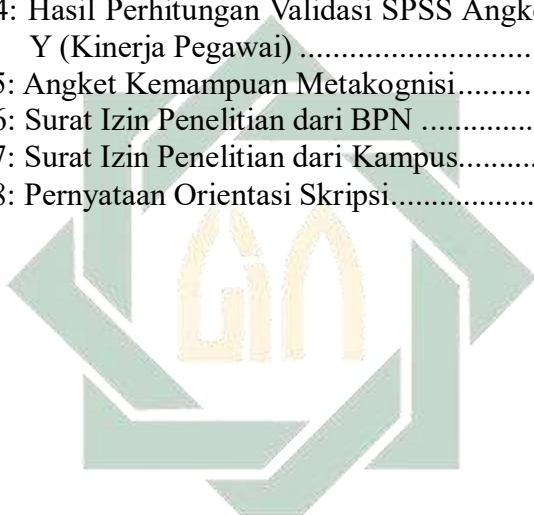 4: Hasil Perhitungan Validasi SPSS Angke
Y (Kinerja Pegawai) ..............................
5: Angket Kemampuan Metakognisi..........
6: Surat Izin Penelitian dari BPN ...............
7: Surat Izin Penelitian dari Kampus..........
8: Pernyataan Orientasi Skripsi..................